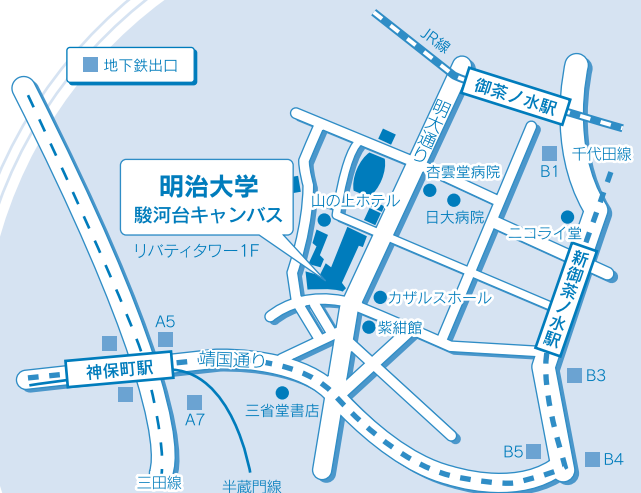 JR線
地下鉄出口
御茶ノ水駅
明大通り
千代田線
B1
杏雲堂病院
明治大学
駿河台キャンパス
山の上ホテル
日大病院
ニコライ堂
リバティタワー1F
新御茶ノ水駅
カザルスホール
紫紺館
A5
靖国通り
神保町駅
B3
A7
三省堂書店
B5
B4
三田線
半蔵門線